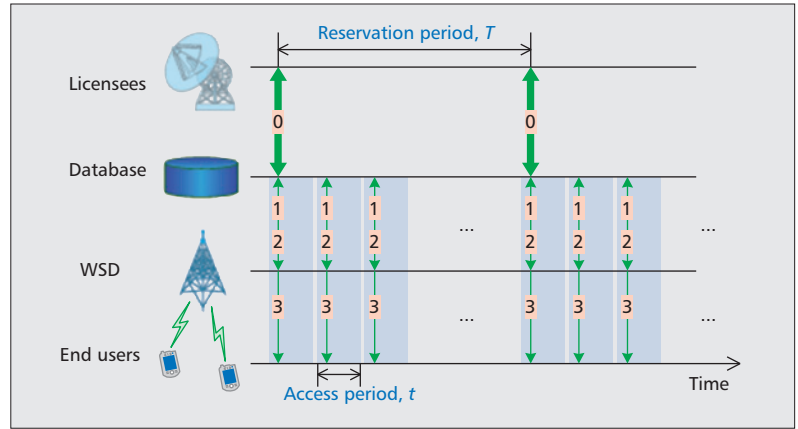 Reservation period, T
Licensees
0 0
Database
1 1 1 1 1 1
2 2 2 ... 2 2 2 ...
WSD
3 3 3 ... 3 3 3 ...
End users
Time
Access period, t